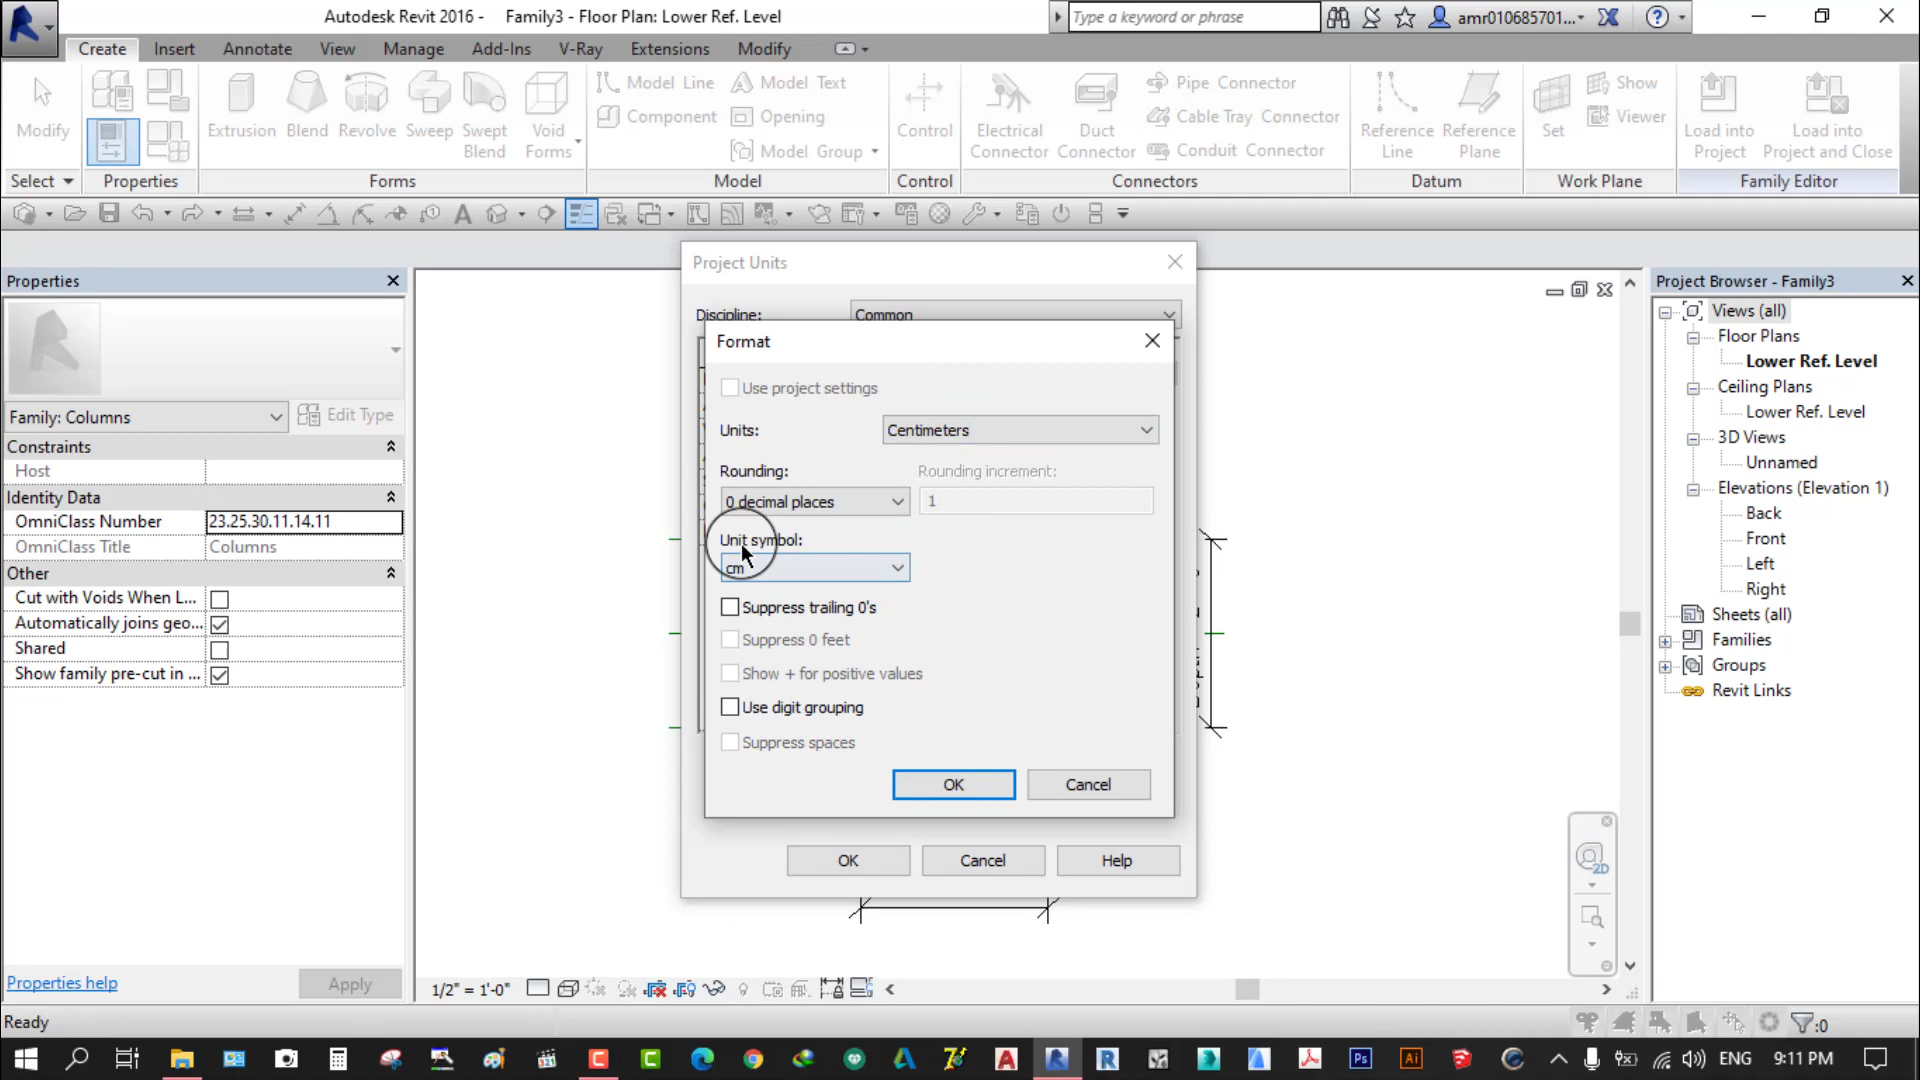 Autodesk Revit 2016 - Family3 - Floor Plan: Lower Ref. Level
Type a keyword or phrase
amr010685701...
Create Insert Annotate View Manage Add-Ins V-Ray Extensions Modify
Modify
Extrusion Blend Revolve Sweep Swept Blend Void Forms
Model Line Model Text
Component Opening
Model Group
Control
Electrical Connector Duct Connector
Pipe Connector
Cable Tray Connector
Conduit Connector
Reference Line Reference Plane
Set Show
Viewer
Load into Project Load into Project and Close
Select Properties Forms Model Control Connectors Datum Work Plane Family Editor
Properties
Family: Columns Edit Type
Constraints
Host
Identity Data
OmniClass Number 23.25.30.11.14.11
OmniClass Title Columns
Other
Cut with Voids When L...
Automatically joins geo...
Shared
Show family pre-cut in ...
Properties help Apply
Project Units
Discipline: Common
Format
Use project settings
Units: Centimeters
Rounding: Rounding increment:
0 decimal places 1
Unit symbol:
cm
Suppress trailing 0's
Suppress 0 feet
Show + for positive values
Use digit grouping
Suppress spaces
OK Cancel
OK Cancel Help
Project Browser - Family3
Views (all)
Floor Plans
Lower Ref. Level
Ceiling Plans
Lower Ref. Level
3D Views
Unnamed
Elevations (Elevation 1)
Back
Front
Left
Right
Sheets (all)
Families
Groups
Revit Links
2D
1/2" = 1'-0"
Ready
:0
ENG 9:11 PM